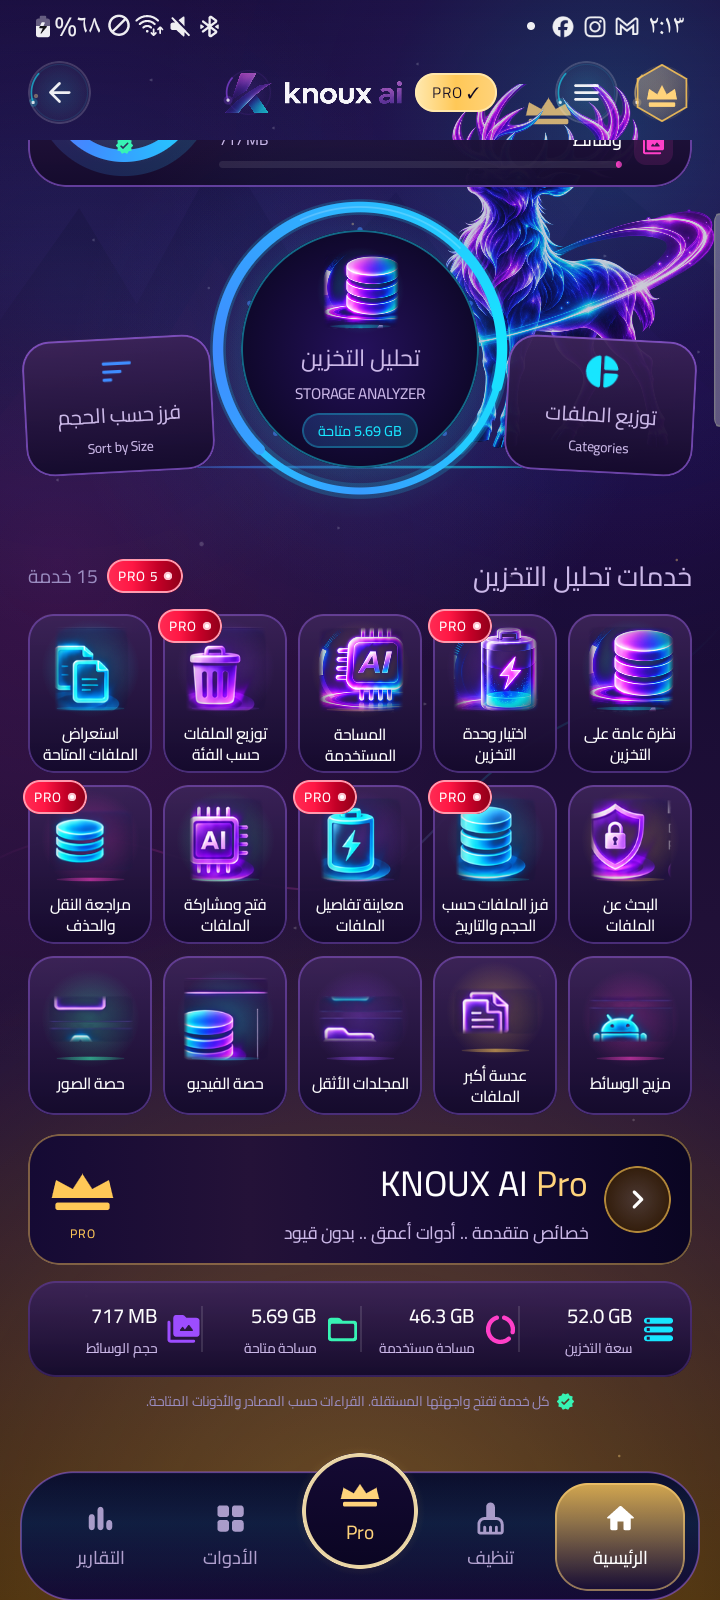 ٢:١٣
%٦٨
knoux ai
PRO ✓
717 MB
وسائط
تحليل التخزين
STORAGE ANALYZER
5.69 GB متاحة
فرز حسب الحجم
Sort by Size
توزيع الملفات
Categories
خدمات تحليل التخزين
PRO 5
15 خدمة
نظرة عامة على
التخزين
PRO
اختيار وحدة
التخزين
المساحة
المستخدمة
PRO
توزيع الملفات
حسب الفئة
استعراض
الملفات المتاحة
البحث عن
الملفات
PRO
فرز الملفات حسب
الحجم والتاريخ
PRO
معاينة تفاصيل
الملفات
AI
فتح ومشاركة
الملفات
PRO
مراجعة النقل
والحذف
مزيج الوسائط
عدسة أكبر
الملفات
المجلدات الأثقل
حصة الفيديو
حصة الصور
KNOUX AI Pro
خصائص متقدمة .. أدوات أعمق .. بدون قيود
PRO
52.0 GB
سعة التخزين
46.3 GB
مساحة مستخدمة
5.69 GB
مساحة متاحة
717 MB
حجم الوسائط
كل خدمة تفتح واجهتها المستقلة. القراءات حسب المصادر والأذونات المتاحة.
الرئيسية
تنظيف
Pro
الأدوات
التقارير